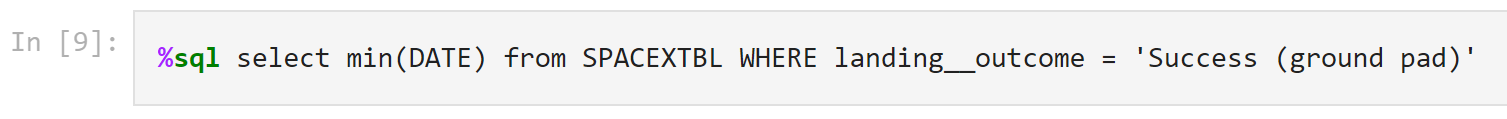 In [9]: %sql select min(DATE) from SPACEXTBL WHERE landing__outcome = 'Success (ground pad)'